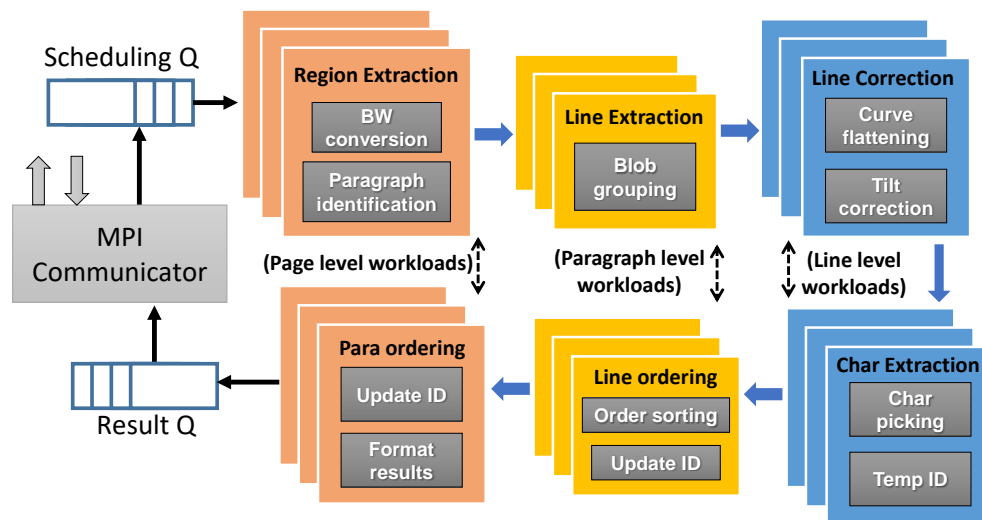 Scheduling Q
Region Extraction
BW
conversion
Paragraph
identification
Line Extraction
Blob
grouping
Line Correction
Curve
flattening
Tilt
correction
MPI
Communicator
(Page level workloads)
(Paragraph level
workloads)
(Line level
workloads)
Result Q
Para ordering
Update ID
Format
results
Line ordering
Order sorting
Update ID
Char Extraction
Char
picking
Temp ID